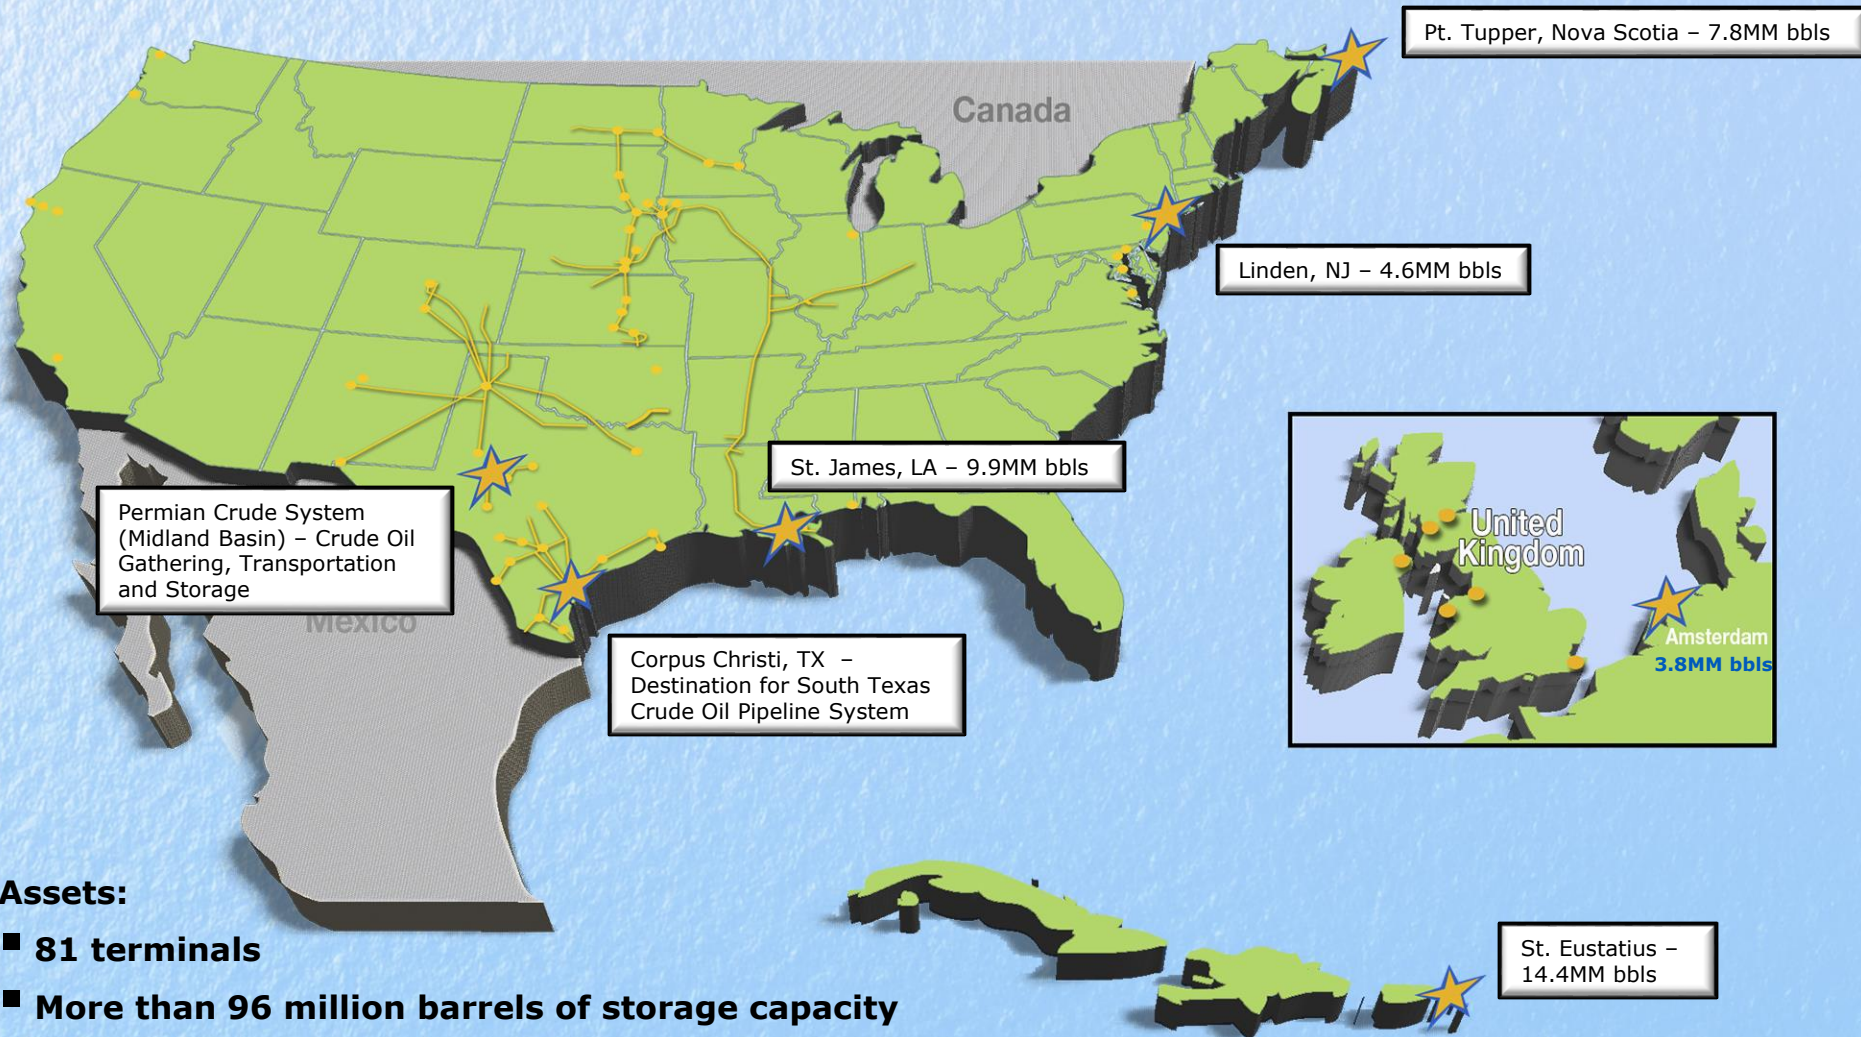 Pt. Tupper, Nova Scotia – 7.8MM bbls
Canada
Linden, NJ – 4.6MM bbls
St. James, LA – 9.9MM bbls
Permian Crude System
(Midland Basin) – Crude Oil
Gathering, Transportation
and Storage
Mexico
Corpus Christi, TX  –
Destination for South Texas
Crude Oil Pipeline System
United
Kingdom
Amsterdam
3.8MM bbls
Assets:
▪ 81 terminals
▪ More than 96 million barrels of storage capacity
St. Eustatius –
14.4MM bbls